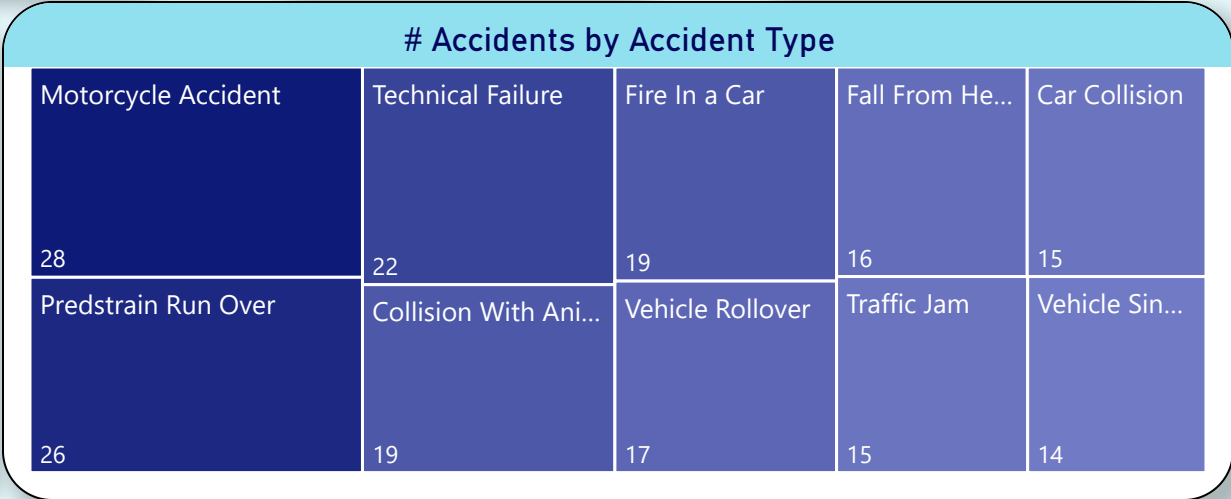 # Accidents by Accident Type
Motorcycle Accident
28
Predstrain Run Over
26
Technical Failure
22
Collision With Ani...
19
Fire In a Car
19
Vehicle Rollover
17
Fall From He...
16
Traffic Jam
15
Car Collision
15
Vehicle Sin...
14